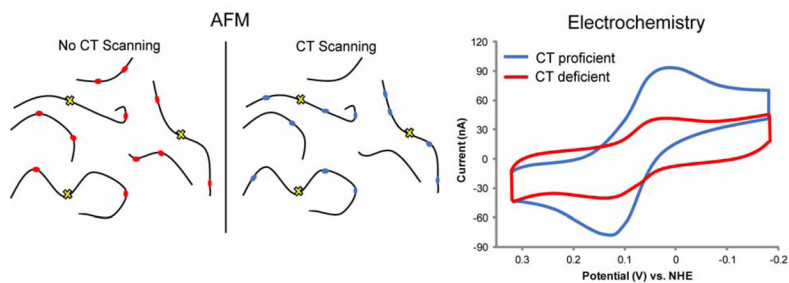 AFM
No CT Scanning
CT Scanning
Electrochemistry
CT proficient
CT deficient
Current (nA)
120
90
60
30
0
-30
-60
-90
0.3 0.2 0.1 0 -0.1 -0.2
Potential (V) vs. NHE